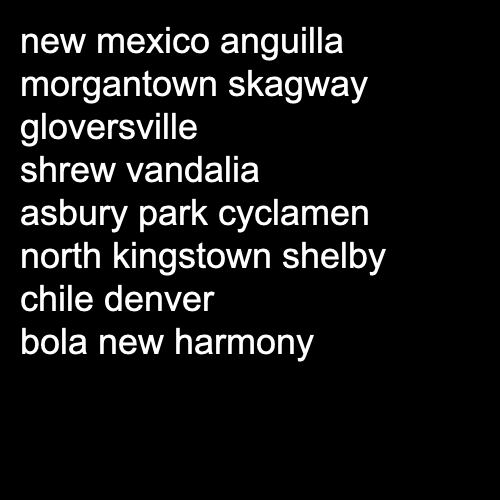 new mexico anguilla
morgantown skagway
gloversville
shrew vandalia
asbury park cyclamen
north kingstown shelby
chile denver
bola new harmony